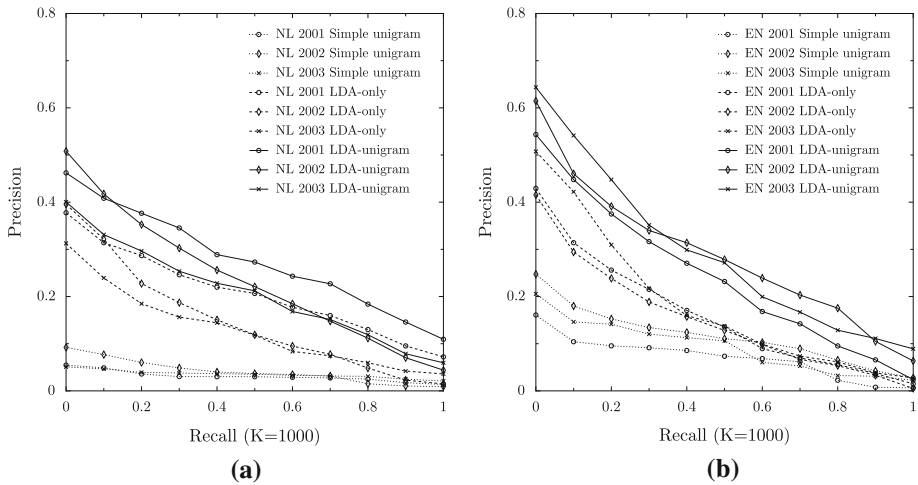 0.8
0.6
0.4
0.2
0
Precision
NL 2001 Simple unigram
NL 2002 Simple unigram
NL 2003 Simple unigram
NL 2001 LDA-only
NL 2002 LDA-only
NL 2003 LDA-only
NL 2001 LDA-unigram
NL 2002 LDA-unigram
NL 2003 LDA-unigram
0 0.2 0.4 0.6 0.8 1
Recall (K=1000)
(a)
0.8
0.6
0.4
0.2
0
Precision
EN 2001 Simple unigram
EN 2002 Simple unigram
EN 2003 Simple unigram
EN 2001 LDA-only
EN 2002 LDA-only
EN 2003 LDA-only
EN 2001 LDA-unigram
EN 2002 LDA-unigram
EN 2003 LDA-unigram
0 0.2 0.4 0.6 0.8 1
Recall (K=1000)
(b)